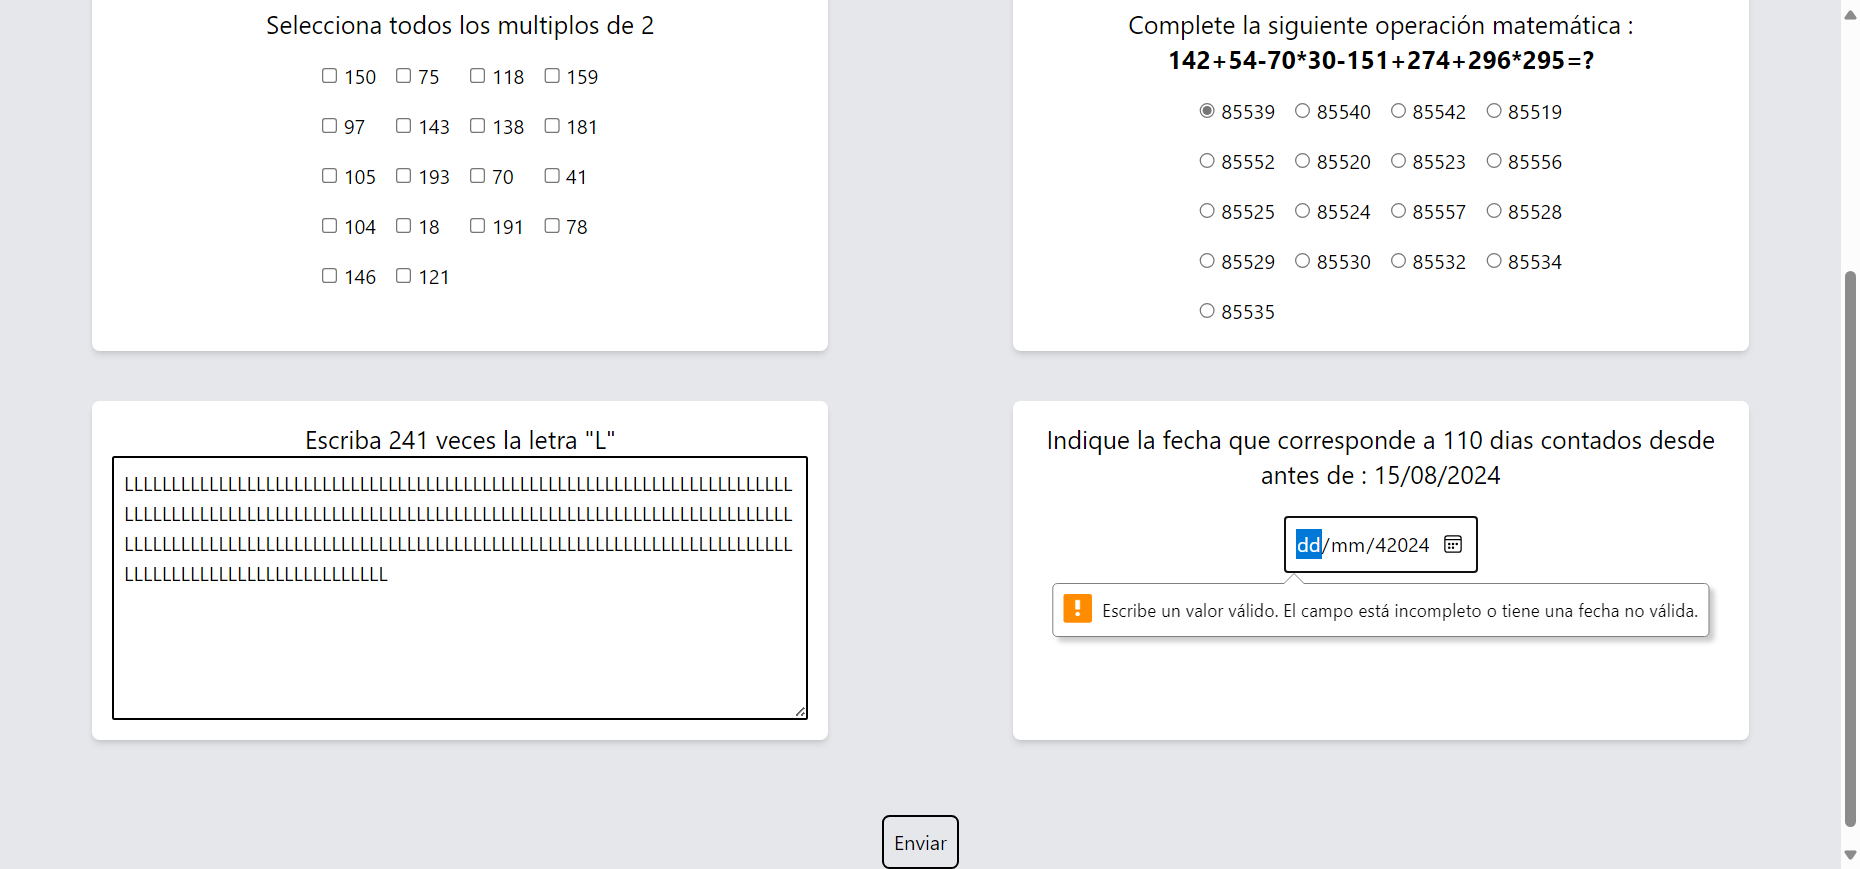 Selecciona todos los multiplos de 2
150 75 118 159
97 143 138 181
105 193 70 41
104 18 191 78
146 121
Complete la siguiente operación matemática :
142+54-70*30-151+274+296*295=?
85539 85540 85542 85519
85552 85520 85523 85556
85525 85524 85557 85528
85529 85530 85532 85534
85535
Escriba 241 veces la letra "L"
LLLLLLLLLLLLLLLLLLLLLLLLLLLLLLLLLLLLLLLLLLLLLLLLLLLLLLLLLLLLLLLLLLLLLLL
LLLLLLLLLLLLLLLLLLLLLLLLLLLLLLLLLLLLLLLLLLLLLLLLLLLLLLLLLLLLLLLLLLLLLLL
LLLLLLLLLLLLLLLLLLLLLLLLLLLLLLLLLLLLLLLLLLLLLLLLLLLLLLLLLLLLLLLLLLLLLLL
LLLLLLLLLLLLLLLLLLLLLLLLLLLL
Indique la fecha que corresponde a 110 dias contados desde
antes de : 15/08/2024
dd/mm/42024
Escribe un valor válido. El campo está incompleto o tiene una fecha no válida.
Enviar